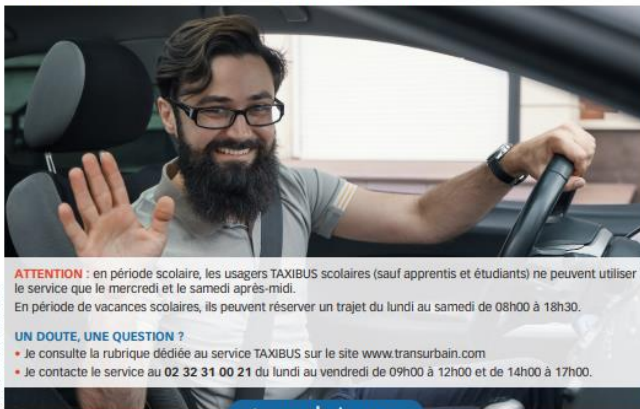 ATTENTION : en période scolaire, les usagers TAXIBUS scolaires (sauf apprentis et étudiants) ne peuvent utiliser
le service que le mercredi et le samedi après-midi.
En période de vacances scolaires, ils peuvent réserver un trajet du lundi au samedi de 08h00 à 18h30.
UN DOUTE, UNE QUESTION ?
• Je consulte la rubrique dédiée au service TAXIBUS sur le site www.transurbain.com
• Je contacte le service au 02 32 31 00 21 du lundi au vendredi de 09h00 à 12h00 et de 14h00 à 17h00.